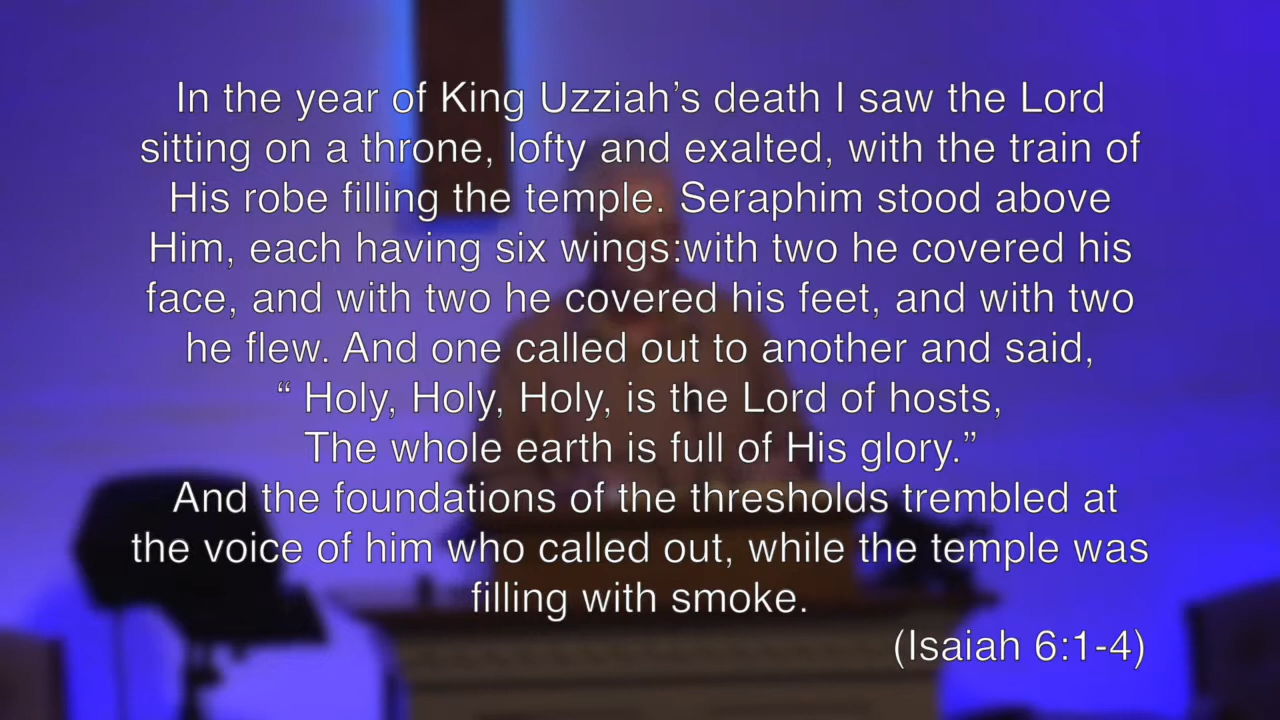 In the year of King Uzziah’s death I saw the Lord
sitting on a throne, lofty and exalted, with the train of
His robe filling the temple. Seraphim stood above
Him, each having six wings:with two he covered his
face, and with two he covered his feet, and with two
he flew. And one called out to another and said,
“ Holy, Holy, Holy, is the Lord of hosts,
The whole earth is full of His glory.”
And the foundations of the thresholds trembled at
the voice of him who called out, while the temple was
filling with smoke.
(Isaiah 6:1-4)